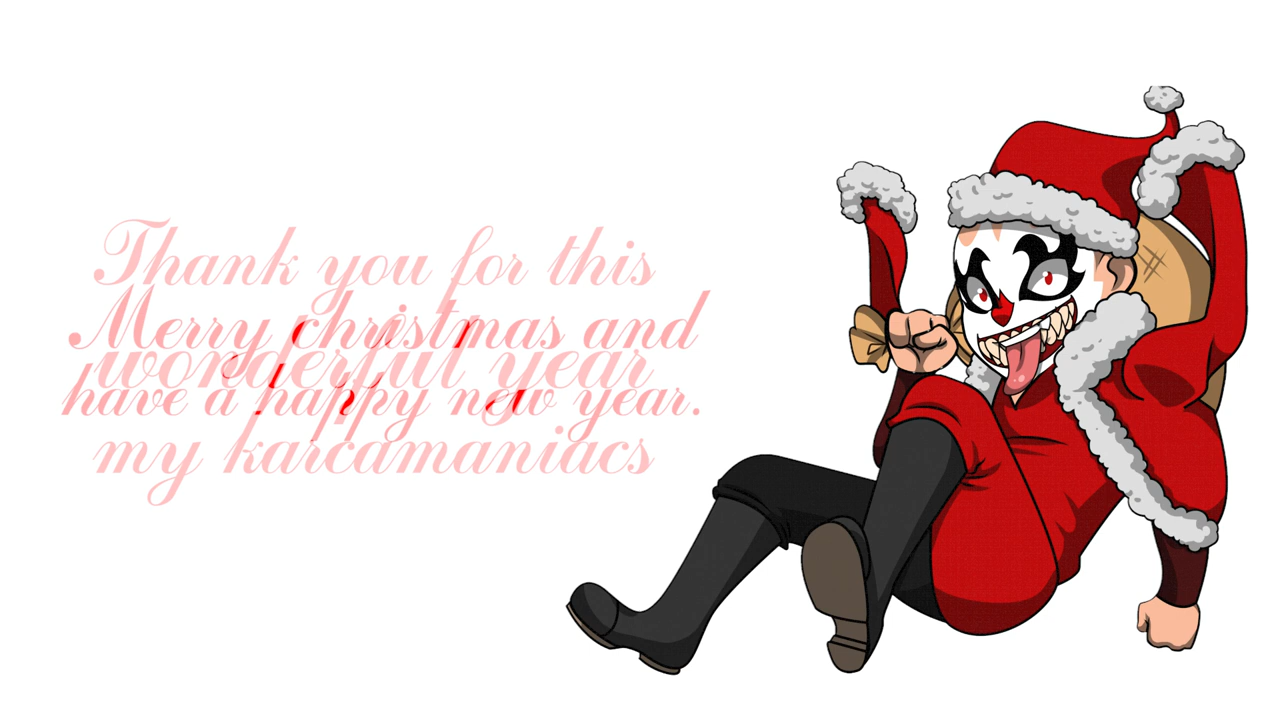 Thank you for this
Merry christmas and
wonderful year
have a happy new year.
my karcamaniacs